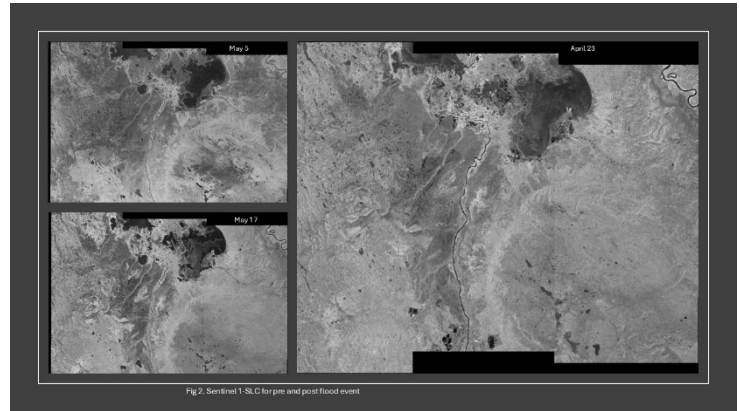 May 5
April 23
May 17
Fig 2. Sentinel 1-SLC for pre and post flood event